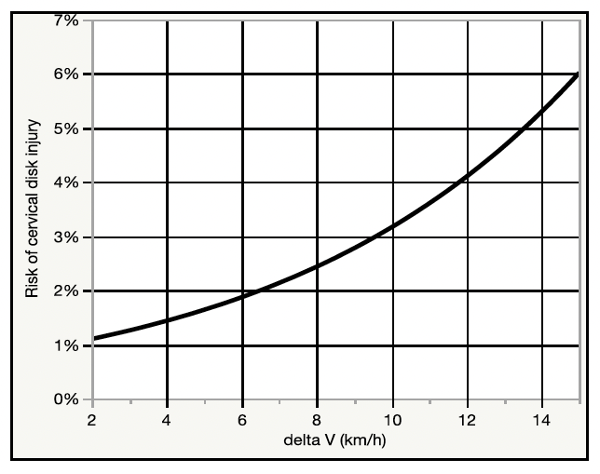 7%
6%
5%
4%
3%
2%
1%
0%
Risk of cervical disk injury
2 4 6 8 10 12 14
delta V (km/h)